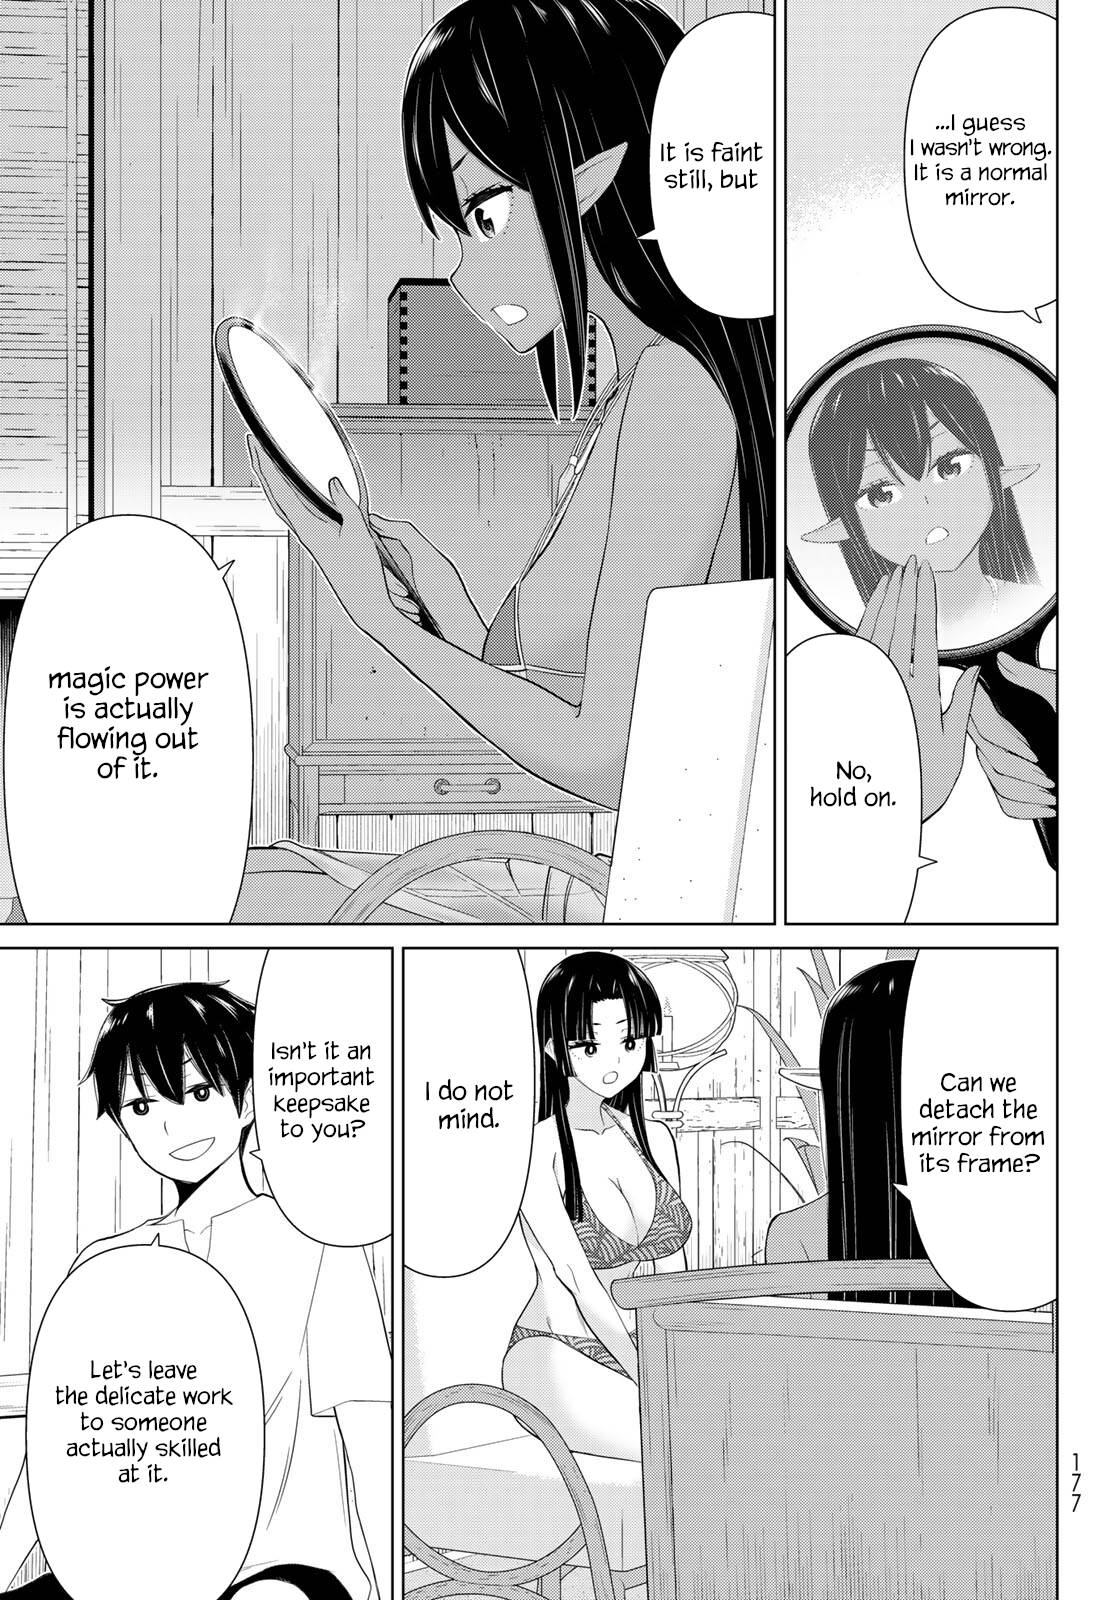 ...I guess
I wasn't wrong.
It is a normal
mirror.
No,
hold on.
It is faint
still, but
magic power
is actually
flowing out
of it.
Can we
detach the
mirror from
its frame?
I do not
mind.
Isn't it an
important
keepsake
to you?
Let's leave
the delicate work
to someone
actually skilled
at it.
177